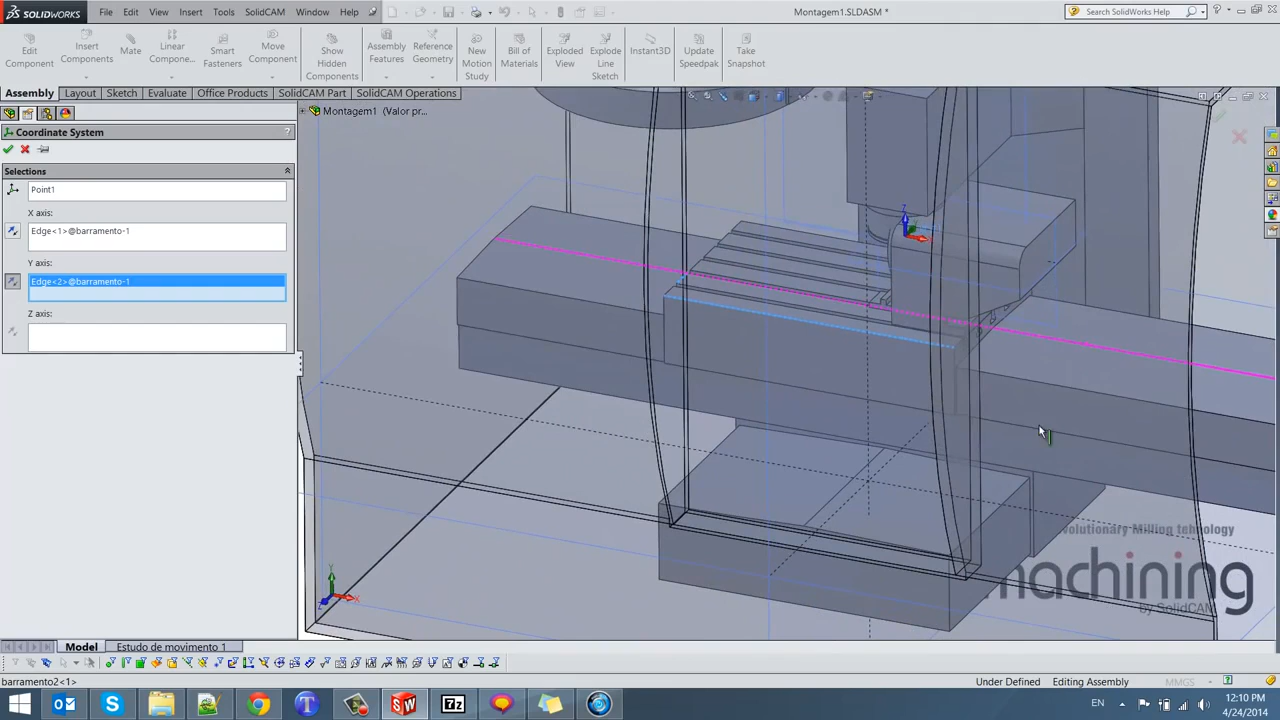 SOLIDWORKS File Edit View Insert Tools SolidCAM Window Help Montagem1.SLDASM * Search SolidWorks Help
Edit Component
Insert Components
Mate
Linear Compone...
Smart Fasteners
Move Component
Show Hidden Components
Assembly Features
Reference Geometry
New Motion Study
Bill of Materials
Exploded View
Explode Line Sketch
Instant3D
Update Speedpak
Take Snapshot
Assembly Layout Sketch Evaluate Office Products SolidCAM Part SolidCAM Operations
Montagem1 (Valor pr...
Coordinate System ?
Selections
Point1
X axis:
Edge<1>@barramento-1
Y axis:
Edge<2>@barramento-1
Z axis:
Z
Y
X
Z
volutionary Milling tehnology
machining
by SolidCAM
Model Estudo de movimento 1
barramento2<1> Under Defined Editing Assembly MMGS
EN 12:10 PM
4/24/2014